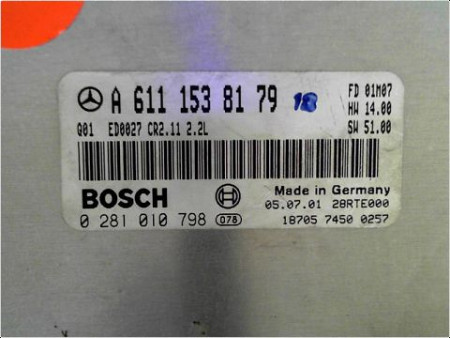 A 611 153 81 79 18 FD 01M07
HW 14.00
Q01 ED0027 CR2.11 2.2L SW 51.00
BOSCH Made in Germany
05.07.01 28RTE000
0 281 010 798 078 18705 7450 0257